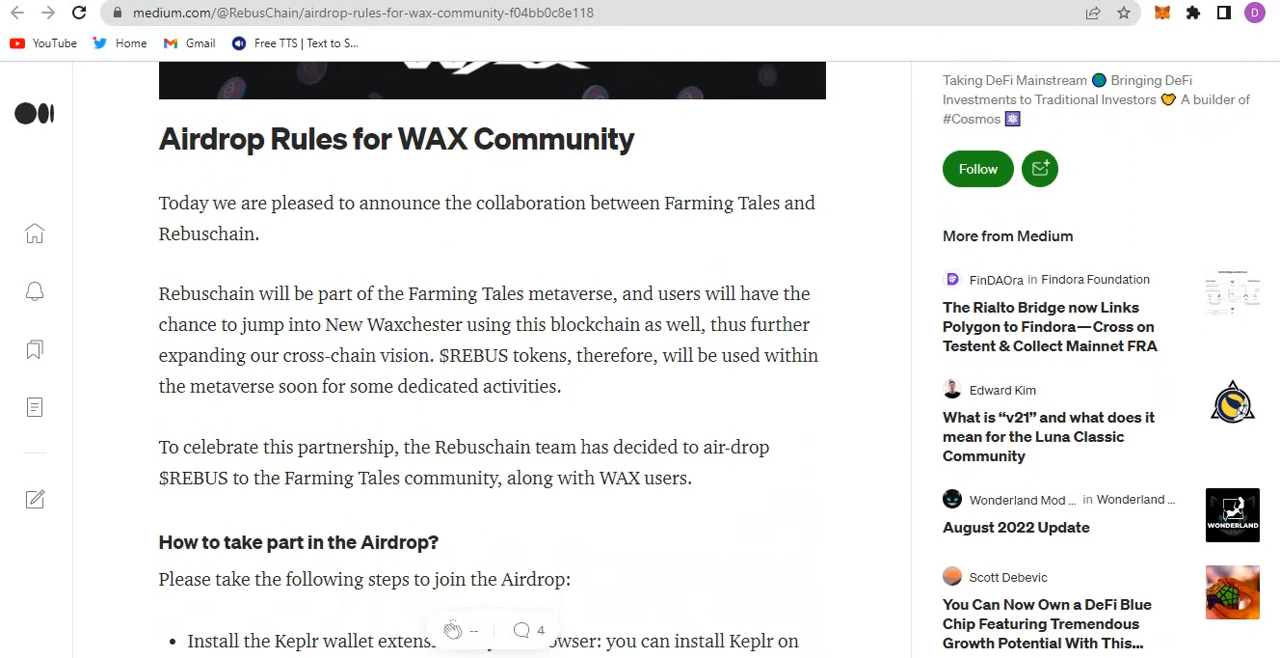 medium.com/@RebusChain/airdrop-rules-for-wax-community-f04bb0c8e118
D
YouTube
Home
Gmail
Free TTS | Text to S...
Airdrop Rules for WAX Community
Today we are pleased to announce the collaboration between Farming Tales and
Rebuschain.
Rebuschain will be part of the Farming Tales metaverse, and users will have the
chance to jump into New Waxchester using this blockchain as well, thus further
expanding our cross-chain vision. $REBUS tokens, therefore, will be used within
the metaverse soon for some dedicated activities.
To celebrate this partnership, the Rebuschain team has decided to air-drop
$REBUS to the Farming Tales community, along with WAX users.
How to take part in the Airdrop?
Please take the following steps to join the Airdrop:
-- 4
• Install the Keplr wallet you can install Keplr on
Taking DeFi Mainstream 🌎 Bringing DeFi
Investments to Traditional Investors 🤝 A builder of
#Cosmos ⚛
Follow
More from Medium
FinDAOra in Findora Foundation
The Rialto Bridge now Links
Polygon to Findora — Cross on
Testent & Collect Mainnet FRA
Edward Kim
What is “v21” and what does it
mean for the Luna Classic
Community
Wonderland Mod ... in Wonderland ...
August 2022 Update
WONDERLAND
Scott Debevic
You Can Now Own a DeFi Blue
Chip Featuring Tremendous
Growth Potential With This...